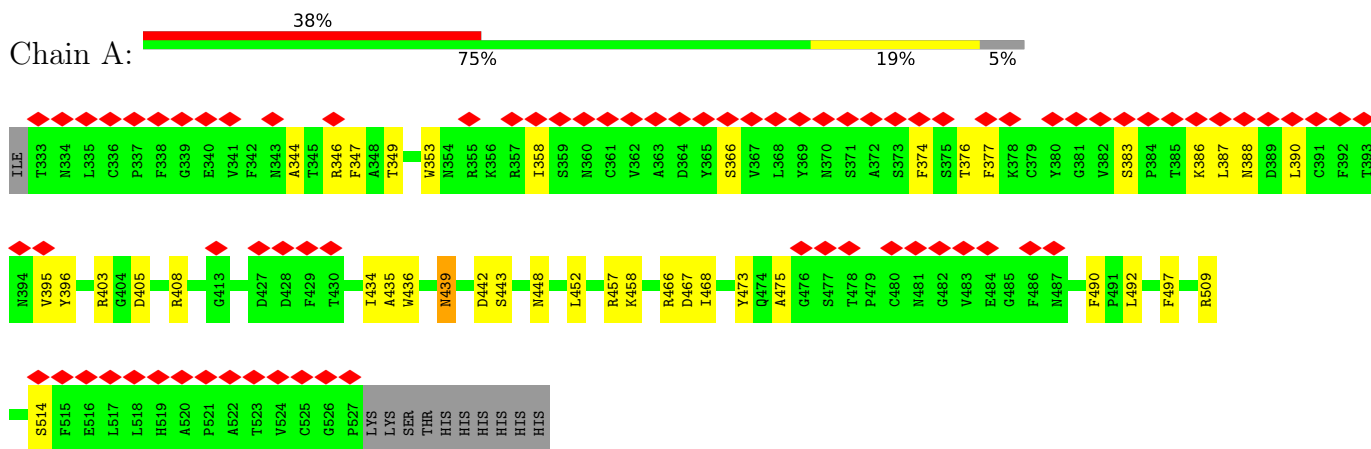 38%
Chain A:
75% 19% 5%
ILE T333 N334 L335 C336 P337 F338 G339 E340 V341 F342 N343 A344 T345 R346 F347 A348 T349 W353 N354 R355 K356 R357 I358 S359 N360 C361 V362 A363 D364 Y365 S366 V367 L368 Y369 N370 S371 A372 S373 F374 S375 T376 F377 K378 C379 Y380 G381 V382 S383 P384 T385 K386 L387 N388 D389 L390 C391 F392 T393
N394 V395 Y396 R403 G404 D405 R408 G413 D427 D428 F429 T430 I434 A435 W436 N439 D442 S443 N448 L452 R457 K458 R466 D467 I468 Y473 Q474 A475 G476 S477 T478 P479 C480 N481 G482 V483 E484 G485 F486 N487 F490 P491 L492 F497 R509
S514 F515 E516 L517 L518 H519 A520 P521 A522 T523 V524 C525 G526 P527 LYS LYS SER THR HIS HIS HIS HIS HIS HIS